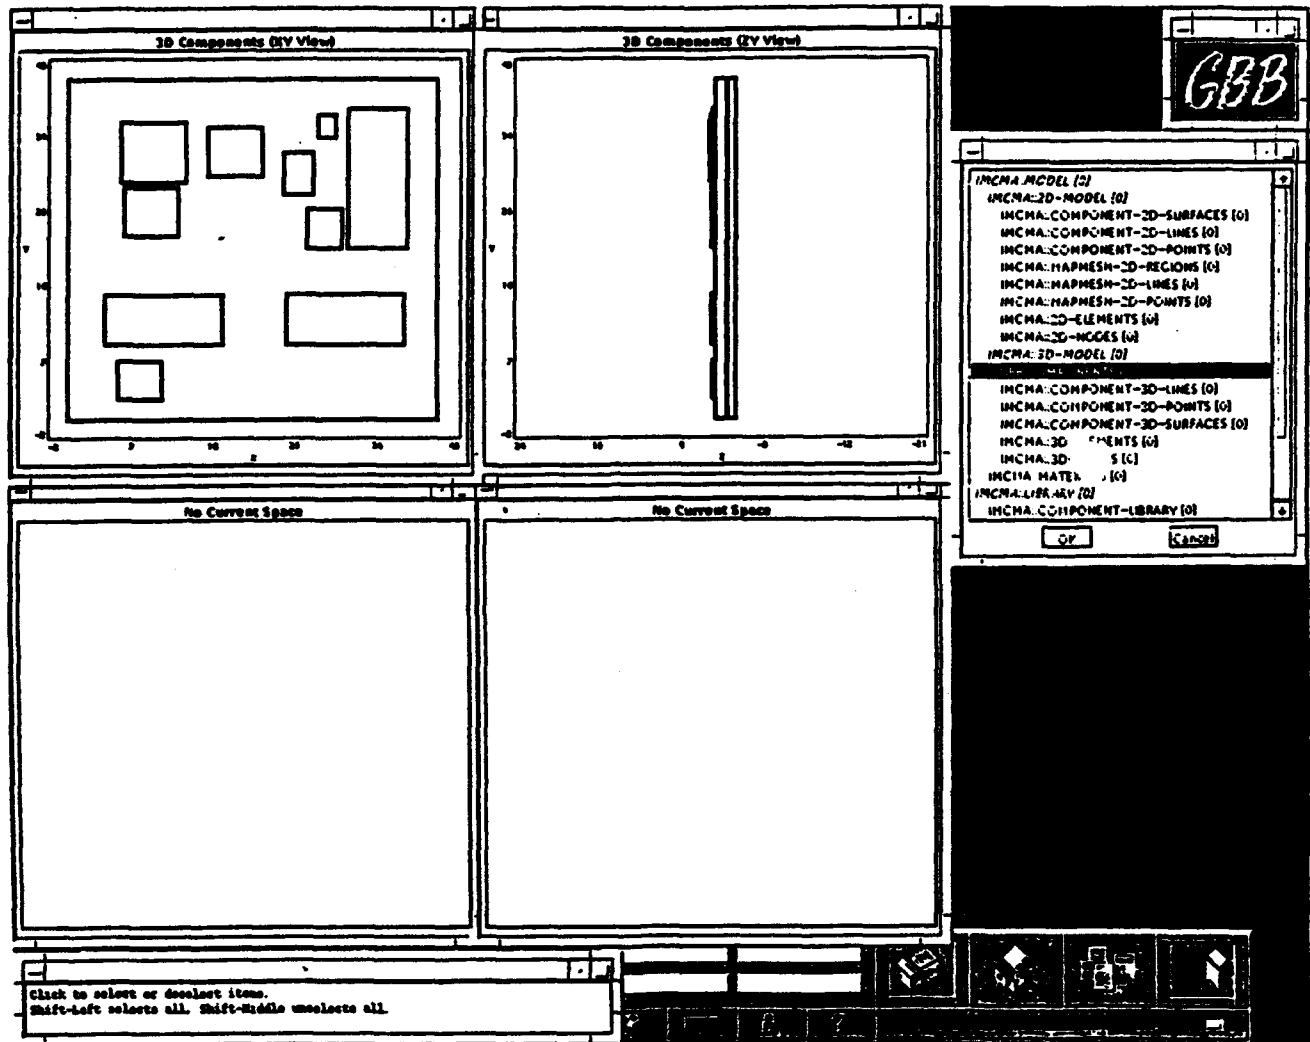 3D Components (XY View)
3D Components (ZY View)
GBB
IMCMA:MODEL [0]
IMCMA::2D-MODEL [0]
IMCMA::COMPONENT-2D-SURFACES [0]
IMCMA::COMPONENT-2D-LINES [0]
IMCMA::COMPONENT-2D-POINTS [0]
IMCMA::MAPMESH-2D-REGIONS [0]
IMCMA::MAPMESH-2D-LINES [0]
IMCMA::MAPMESH-2D-POINTS [0]
IMCMA::2D-ELEMENTS [0]
IMCMA::2D-NODES [0]
IMCMA::3D-MODEL [0]
IMCMA::COMPONENT-3D-LINES [0]
IMCMA::COMPONENT-3D-POINTS [0]
IMCMA::COMPONENT-3D-SURFACES [0]
IMCMA::3D
IMCMA::3D-
IMCMA
IMCMA::LIBRARY [0]
IMCMA::COMPONENT-LIBRARY [0]
OK
Cancel
No Current Space
No Current Space
Click to select or deselect items.
Shift-Left selects all, Shift-Middle unselects all.